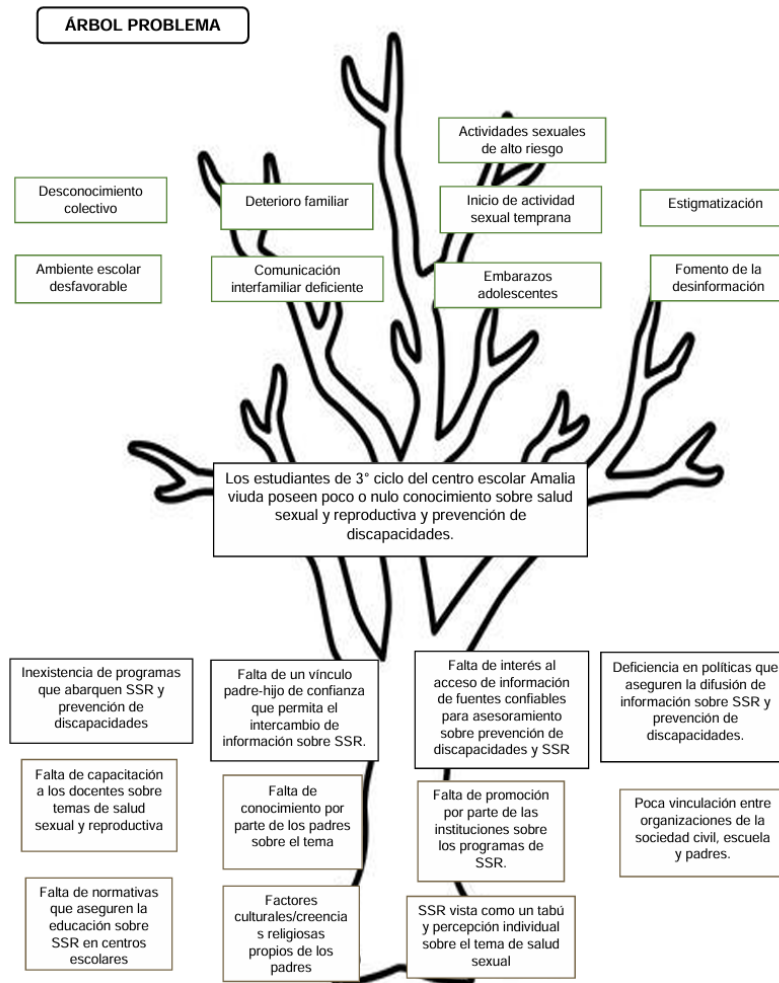 ÁRBOL PROBLEMA
Actividades sexuales
de alto riesgo
Desconocimiento
colectivo
Deterioro familiar
Inicio de actividad
sexual temprana
Estigmatización
Ambiente escolar
desfavorable
Comunicación
interfamiliar deficiente
Embarazos
adolescentes
Fomento de la
desinformación
Los estudiantes de 3° ciclo del centro escolar Amalia
viuda poseen poco o nulo conocimiento sobre salud
sexual y reproductiva y prevención de
discapacidades.
Inexistencia de programas
que abarquen SSR y
prevención de
discapacidades
Falta de un vínculo
padre-hijo de confianza
que permita el
intercambio de
información sobre SSR.
Falta de interés al
acceso de información
de fuentes confiables
para asesoramiento
sobre prevención de
discapacidades y SSR
Deficiencia en políticas que
aseguren la difusión de
información sobre SSR y
prevención de
discapacidades.
Falta de capacitación
a los docentes sobre
temas de salud
sexual y reproductiva
Falta de
conocimiento por
parte de los padres
sobre el tema
Falta de promoción
por parte de las
instituciones sobre
los programas de
SSR.
Poca vinculación entre
organizaciones de la
sociedad civil, escuela
y padres.
Falta de normativas
que aseguren la
educación sobre
SSR en centros
escolares
Factores
culturales/creencia
s religiosas
propios de los
padres
SSR vista como un tabú
y percepción individual
sobre el tema de salud
sexual